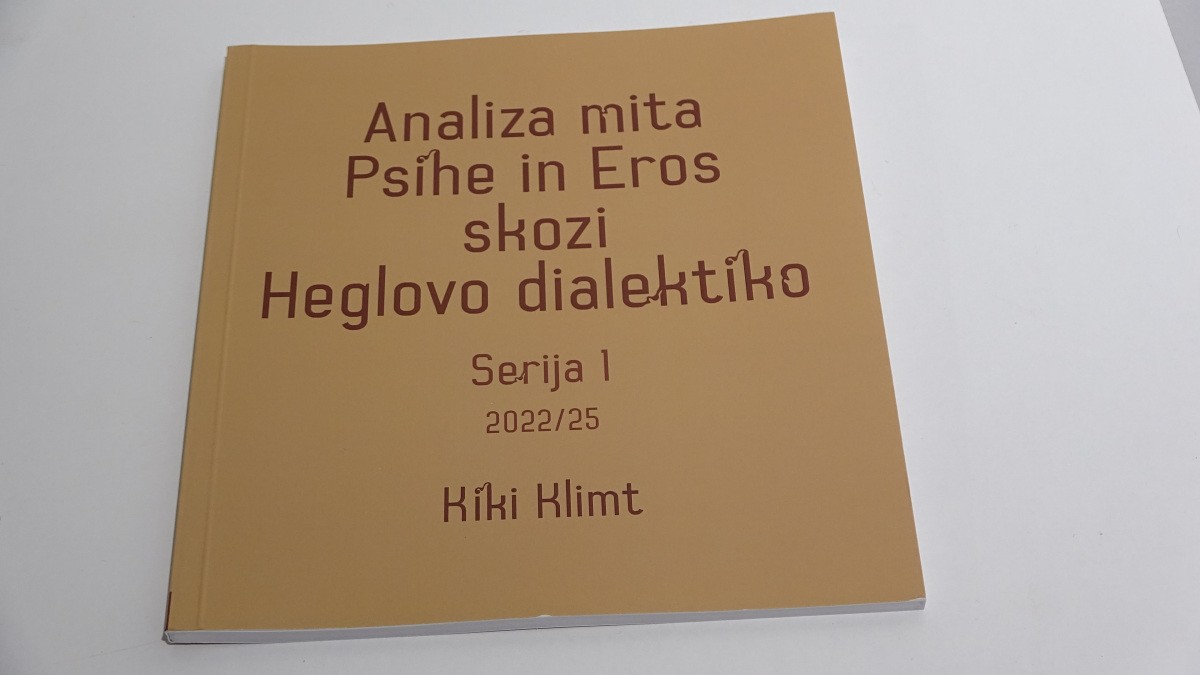 Analiza mita
Psihe in Eros
skozi
Heglovo dialektiko
Serija 1
2022/25
Kiki Klimt